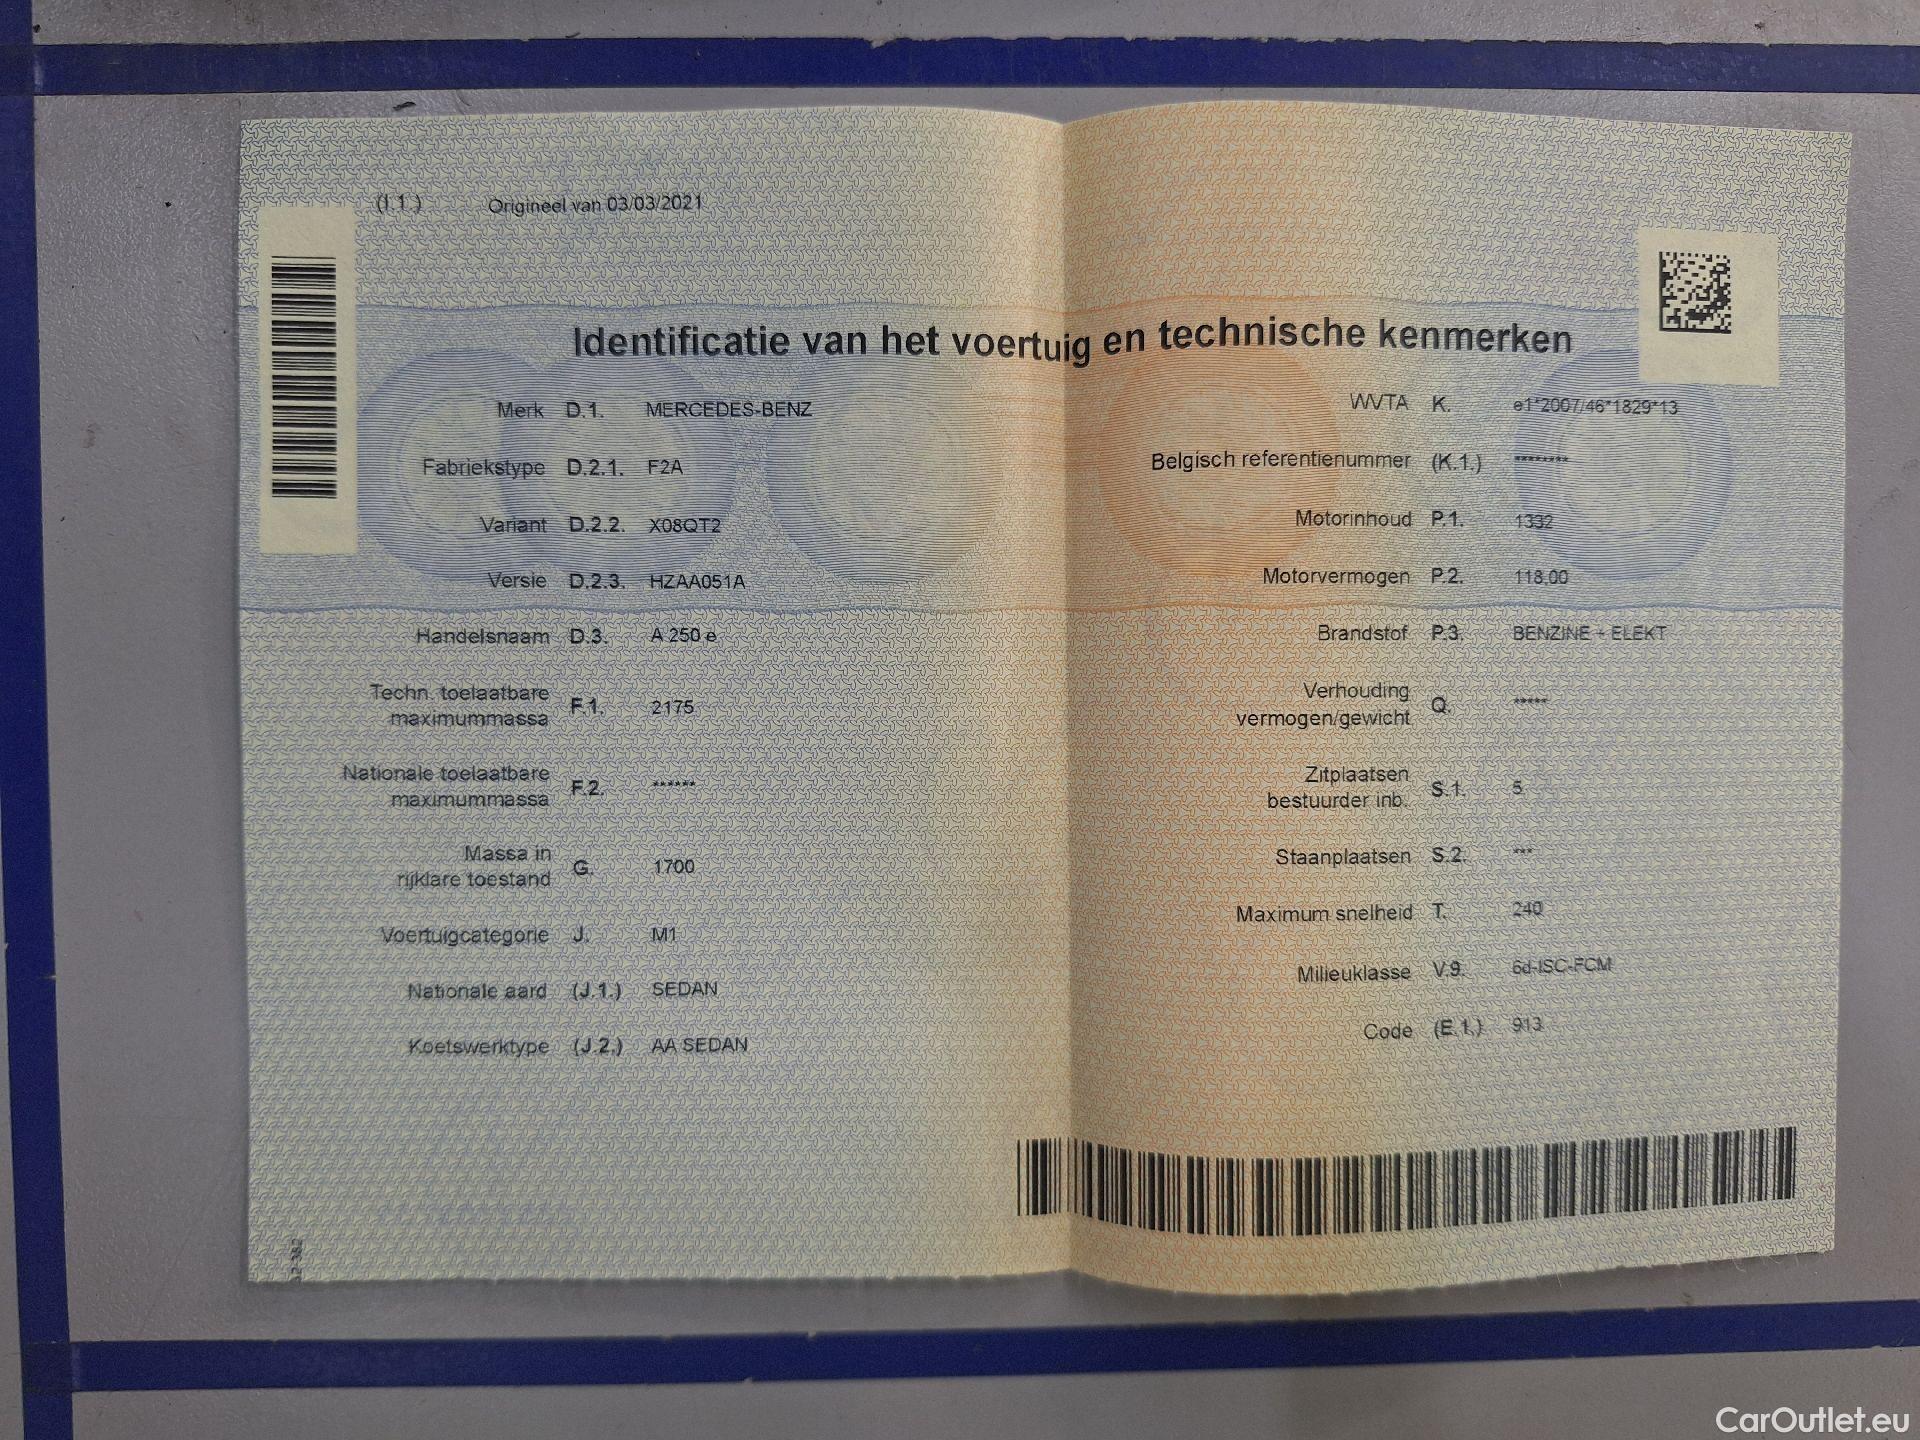 (I.1.) Origineel van 03/03/2021
Identificatie van het voertuig en technische kenmerken
Merk D.1. MERCEDES-BENZ
Fabriekstype D.2.1. F2A
Variant D.2.2. X08QT2
Versie D.2.3. HZAA051A
Handelsnaam D.3. A 250 e
Techn. toelaatbare
maximummassa F.1. 2175
Nationale toelaatbare
maximummassa F.2. ******
Massa in
rijklare toestand G. 1700
Voertuigcategorie J. M1
Nationale aard (J.1.) SEDAN
Koetswerktype (J.2.) AA SEDAN
WVTA K. e1*2007/46*1829*13
Belgisch referentienummer (K.1.) ********
Motorinhoud P.1. 1332
Motorvermogen P.2. 118,00
Brandstof P.3. BENZINE + ELEKT
Verhouding
vermogen/gewicht Q. *****
Zitplaatsen
bestuurder inb. S.1. 5
Staanplaatsen S.2. ***
Maximum snelheid T. 240
Milieuklasse V.9. 6d-ISC-FCM
Code (E.1.) 913
CarOutlet.eu